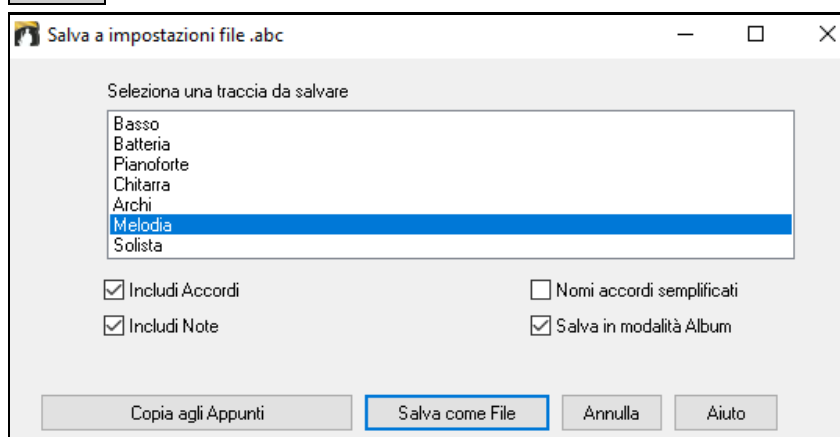 Salva a impostazioni file .abc
Seleziona una traccia da salvare
Basso
Batteria
Pianoforte
Chitarra
Archi
Melodia
Solista
Includi Accordi Nomi accordi semplificati
Includi Note Salva in modalità Album
Copia agli Appunti Salva come File Annulla Aiuto